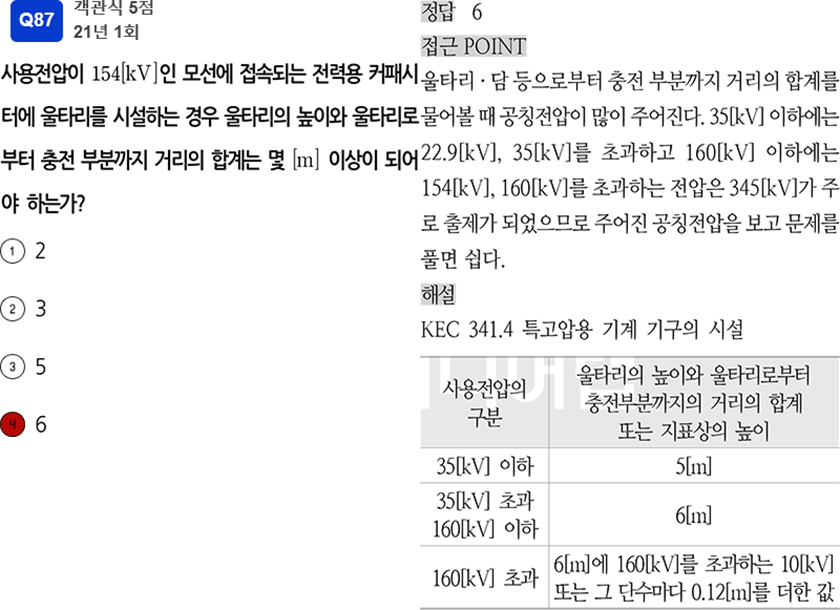 Q87
객관식 5점
21년 1회
사용전압이 154[kV]인 모선에 접속되는 전력용 커패시
터에 울타리를 시설하는 경우 울타리의 높이와 울타리로
부터 충전 부분까지 거리의 합계는 몇 [m] 이상이 되어
야 하는가?
① 2
② 3
③ 5
④ 6
정답 6
접근 POINT
울타리 · 담 등으로부터 충전 부분까지 거리의 합계를
물어볼 때 공칭전압이 많이 주어진다. 35[kV] 이하에는
22.9[kV], 35[kV]를 초과하고 160[kV] 이하에는
154[kV], 160[kV]를 초과하는 전압은 345[kV]가 주
로 출제가 되었으므로 주어진 공칭전압을 보고 문제를
풀면 쉽다.
해설
KEC 341.4 특고압용 기계 기구의 시설
사용전압의
구분
울타리의 높이와 울타리로부터
충전부분까지의 거리의 합계
또는 지표상의 높이
35[kV] 이하
5[m]
35[kV] 초과
160[kV] 이하
6[m]
160[kV] 초과
6[m]에 160[kV]를 초과하는 10[kV]
또는 그 단수마다 0.12[m]를 더한 값